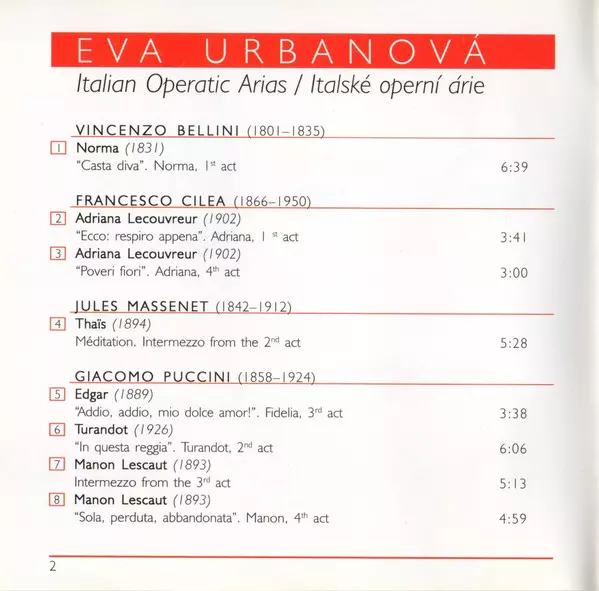 EVA URBANOVÁ
Italian Operatic Arias / Italské operní árie
VINCENZO BELLINI (1801–1835)
1 Norma (1831)
“Casta diva”. Norma, 1st act 6:39
FRANCESCO CILEA (1866–1950)
2 Adriana Lecouvreur (1902)
“Ecco: respiro appena”. Adriana, 1 st act 3:41
3 Adriana Lecouvreur (1902)
“Poveri fiori”. Adriana, 4th act 3:00
JULES MASSENET (1842–1912)
4 Thaïs (1894)
Méditation. Intermezzo from the 2nd act 5:28
GIACOMO PUCCINI (1858–1924)
5 Edgar (1889)
“Addio, addio, mio dolce amor!”. Fidelia, 3rd act 3:38
6 Turandot (1926)
“In questa reggia”. Turandot, 2nd act 6:06
7 Manon Lescaut (1893)
Intermezzo from the 3rd act 5:13
8 Manon Lescaut (1893)
“Sola, perduta, abbandonata”. Manon, 4th act 4:59
2